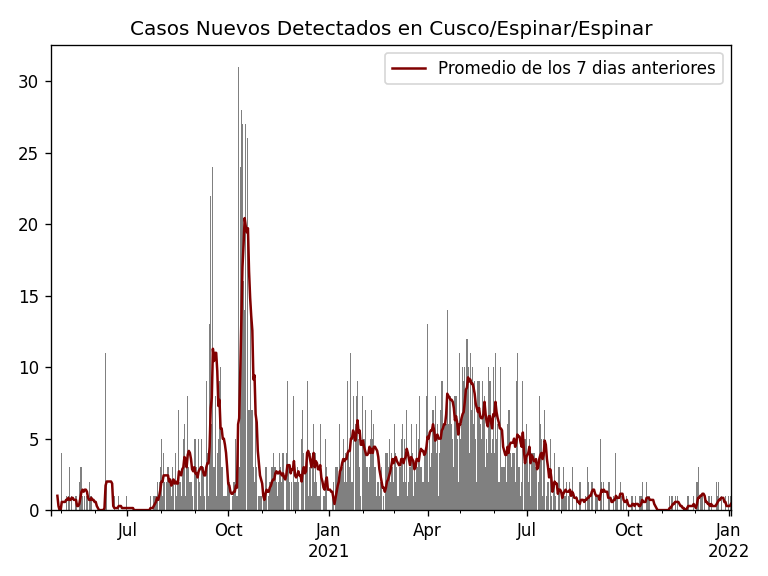 Casos Nuevos Detectados en Cusco/Espinar/Espinar
Promedio de los 7 dias anteriores
30
25
20
15
10
5
0
Jul Oct Jan Apr Jul Oct Jan
2021 2022